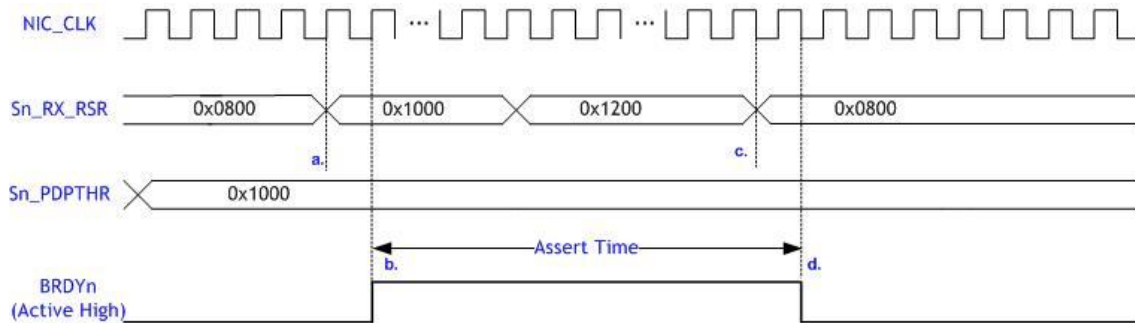 NIC_CLK ... ...
Sn_RX_RSR 0x0800 0x1000 0x1200 0x0800
a. c.
Sn_PDPTHR 0x1000
Assert Time
b. d.
BRDYn
(Active High)